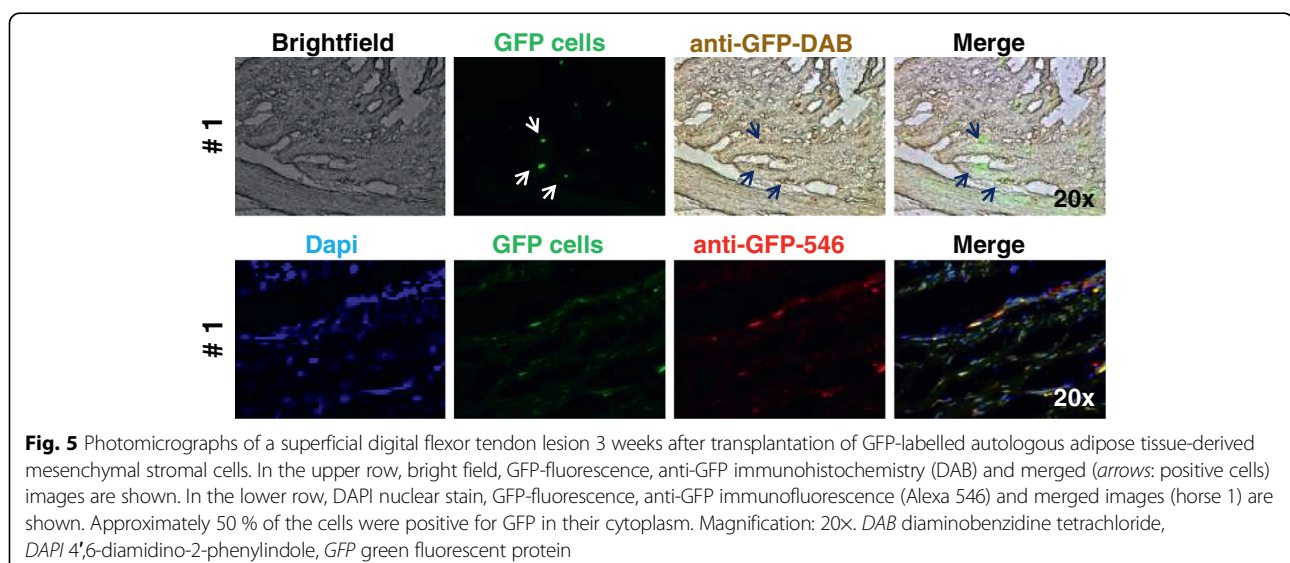 Brightfield GFP cells anti-GFP-DAB Merge
# 1
20x
Dapi GFP cells anti-GFP-546 Merge
# 1
20x
Fig. 5 Photomicrographs of a superficial digital flexor tendon lesion 3 weeks after transplantation of GFP-labelled autologous adipose tissue-derived
mesenchymal stromal cells. In the upper row, bright field, GFP-fluorescence, anti-GFP immunohistochemistry (DAB) and merged (arrows: positive cells)
images are shown. In the lower row, DAPI nuclear stain, GFP-fluorescence, anti-GFP immunofluorescence (Alexa 546) and merged images (horse 1) are
shown. Approximately 50 % of the cells were positive for GFP in their cytoplasm. Magnification: 20×. DAB diaminobenzidine tetrachloride,
DAPI 4′,6-diamidino-2-phenylindole, GFP green fluorescent protein